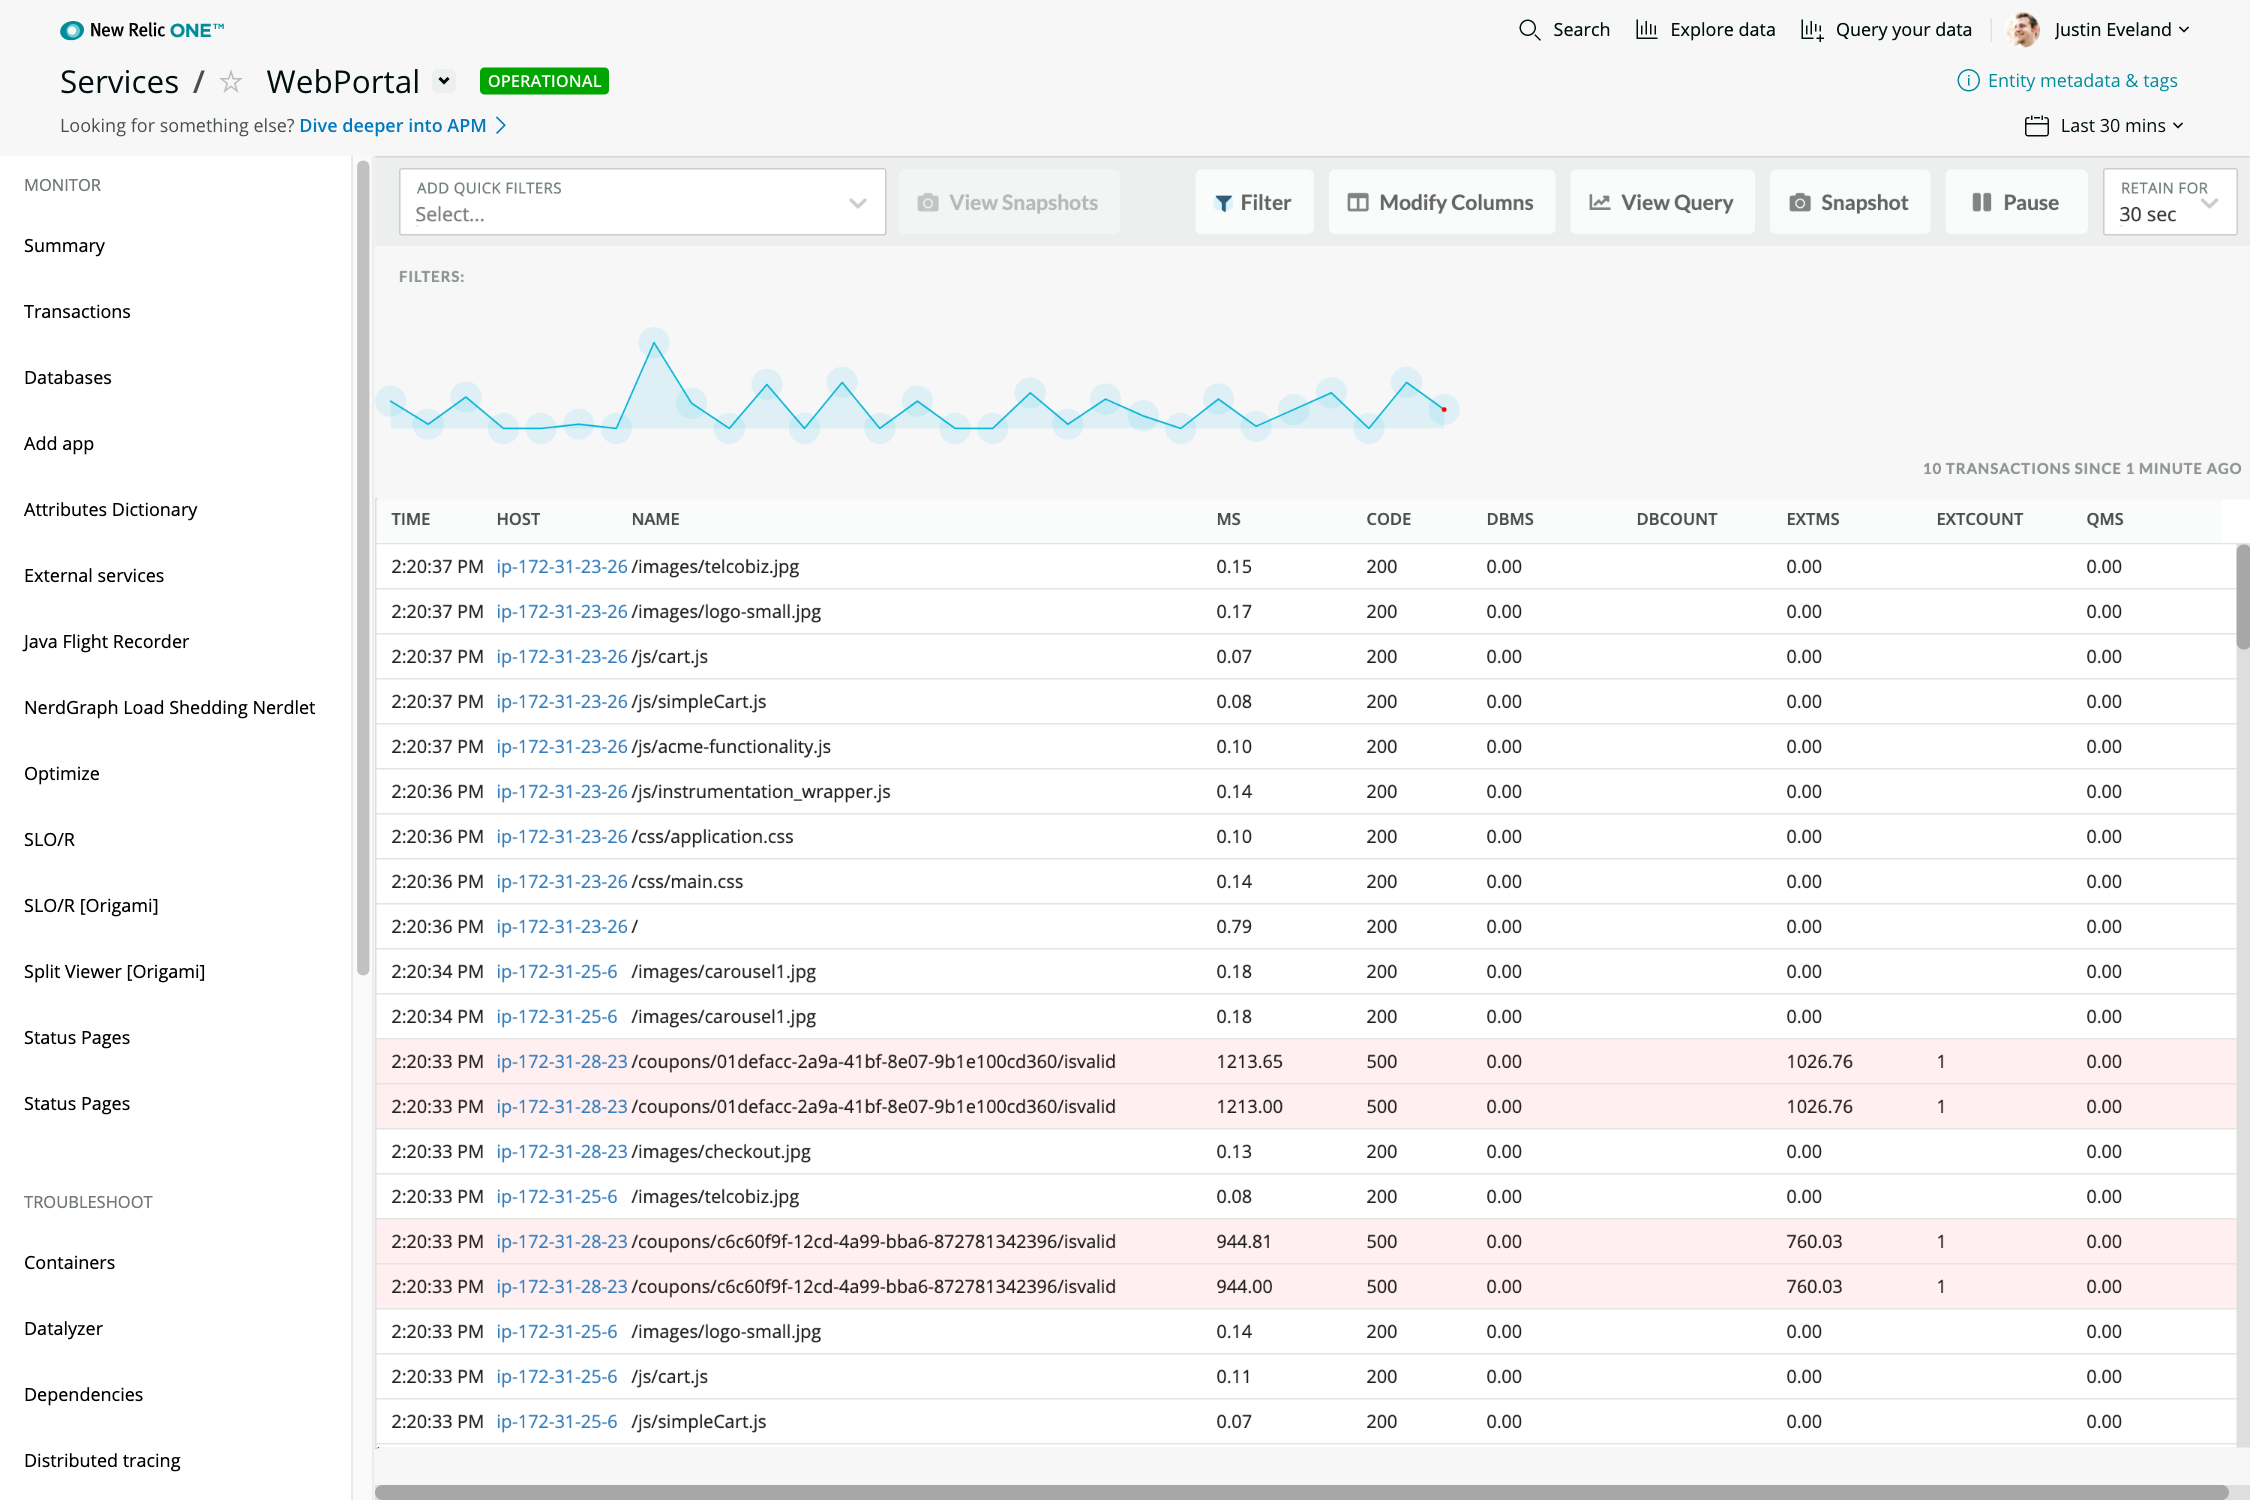 New Relic ONE™
Search
Explore data
Query your data
Justin Eveland
Services / WebPortal
OPERATIONAL
Entity metadata & tags
Looking for something else? Dive deeper into APM
Last 30 mins
MONITOR
Summary
Transactions
Databases
Add app
Attributes Dictionary
External services
Java Flight Recorder
NerdGraph Load Shedding Nerdlet
Optimize
SLO/R
SLO/R [Origami]
Split Viewer [Origami]
Status Pages
Status Pages
TROUBLESHOOT
Containers
Datalyzer
Dependencies
Distributed tracing
ADD QUICK FILTERS
Select...
View Snapshots
Filter
Modify Columns
View Query
Snapshot
Pause
RETAIN FOR
30 sec
FILTERS:
10 TRANSACTIONS SINCE 1 MINUTE AGO
TIME HOST NAME MS CODE DBMS DBCOUNT EXTMS EXTCOUNT QMS
2:20:37 PM ip-172-31-23-26 /images/telcobiz.jpg 0.15 200 0.00 0.00 0.00
2:20:37 PM ip-172-31-23-26 /images/logo-small.jpg 0.17 200 0.00 0.00 0.00
2:20:37 PM ip-172-31-23-26 /js/cart.js 0.07 200 0.00 0.00 0.00
2:20:37 PM ip-172-31-23-26 /js/simpleCart.js 0.08 200 0.00 0.00 0.00
2:20:37 PM ip-172-31-23-26 /js/acme-functionality.js 0.10 200 0.00 0.00 0.00
2:20:36 PM ip-172-31-23-26 /js/instrumentation_wrapper.js 0.14 200 0.00 0.00 0.00
2:20:36 PM ip-172-31-23-26 /css/application.css 0.10 200 0.00 0.00 0.00
2:20:36 PM ip-172-31-23-26 /css/main.css 0.14 200 0.00 0.00 0.00
2:20:36 PM ip-172-31-23-26 / 0.79 200 0.00 0.00 0.00
2:20:34 PM ip-172-31-25-6 /images/carousel1.jpg 0.18 200 0.00 0.00 0.00
2:20:34 PM ip-172-31-25-6 /images/carousel1.jpg 0.18 200 0.00 0.00 0.00
2:20:33 PM ip-172-31-28-23 /coupons/01defacc-2a9a-41bf-8e07-9b1e100cd360/isvalid 1213.65 500 0.00 1026.76 1 0.00
2:20:33 PM ip-172-31-28-23 /coupons/01defacc-2a9a-41bf-8e07-9b1e100cd360/isvalid 1213.00 500 0.00 1026.76 1 0.00
2:20:33 PM ip-172-31-28-23 /images/checkout.jpg 0.13 200 0.00 0.00 0.00
2:20:33 PM ip-172-31-25-6 /images/telcobiz.jpg 0.08 200 0.00 0.00 0.00
2:20:33 PM ip-172-31-28-23 /coupons/c6c60f9f-12cd-4a99-bba6-872781342396/isvalid 944.81 500 0.00 760.03 1 0.00
2:20:33 PM ip-172-31-28-23 /coupons/c6c60f9f-12cd-4a99-bba6-872781342396/isvalid 944.00 500 0.00 760.03 1 0.00
2:20:33 PM ip-172-31-25-6 /images/logo-small.jpg 0.14 200 0.00 0.00 0.00
2:20:33 PM ip-172-31-25-6 /js/cart.js 0.11 200 0.00 0.00 0.00
2:20:33 PM ip-172-31-25-6 /js/simpleCart.js 0.07 200 0.00 0.00 0.00